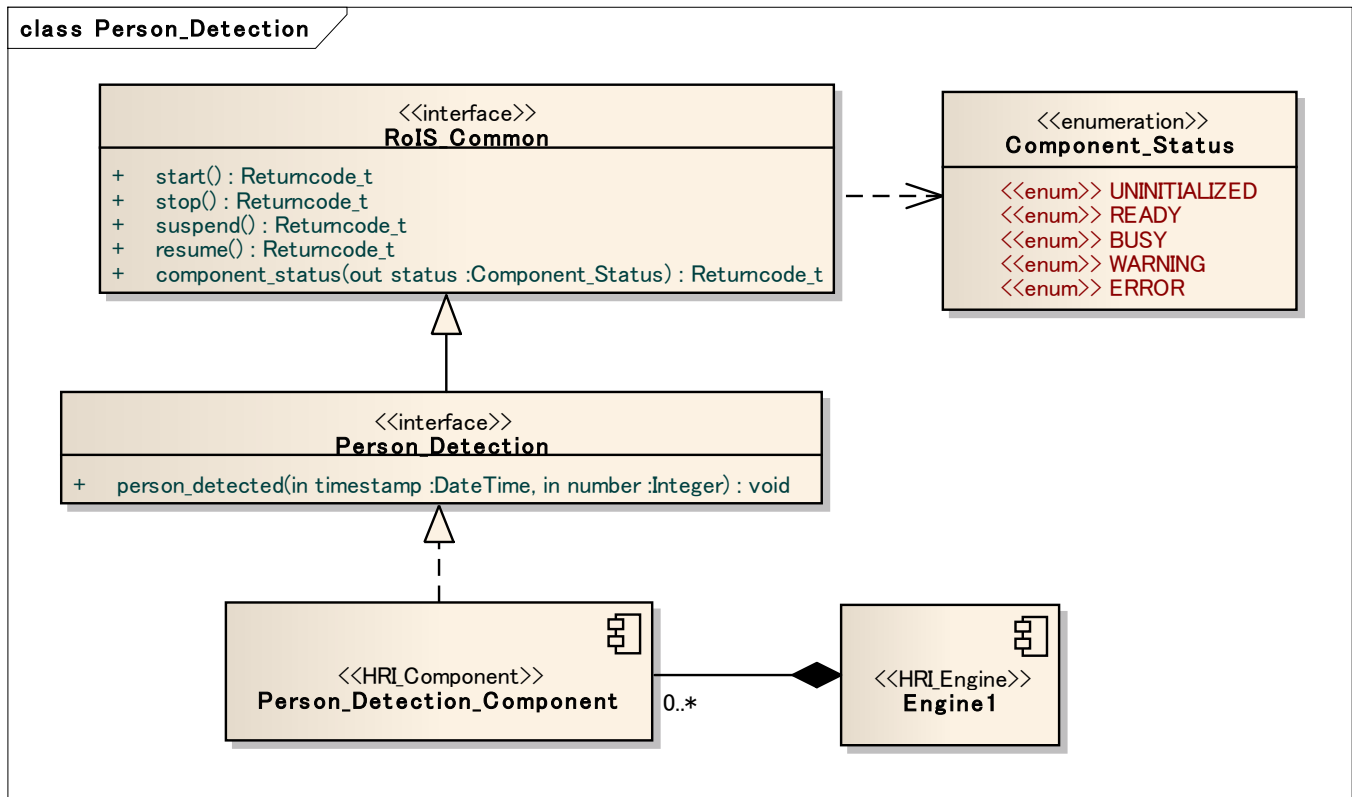 class Person_Detection
<<interface>>
RoIS_Common
+ start() : Returncode_t
+ stop() : Returncode_t
+ suspend() : Returncode_t
+ resume() : Returncode_t
+ component_status(out status :Component_Status) : Returncode_t
<<enumeration>>
Component_Status
<<enum>> UNINITIALIZED
<<enum>> READY
<<enum>> BUSY
<<enum>> WARNING
<<enum>> ERROR
<<interface>>
Person_Detection
+ person_detected(in timestamp :DateTime, in number :Integer) : void
<<HRI_Component>>
Person_Detection_Component
0..*
<<HRI_Engine>>
Engine1